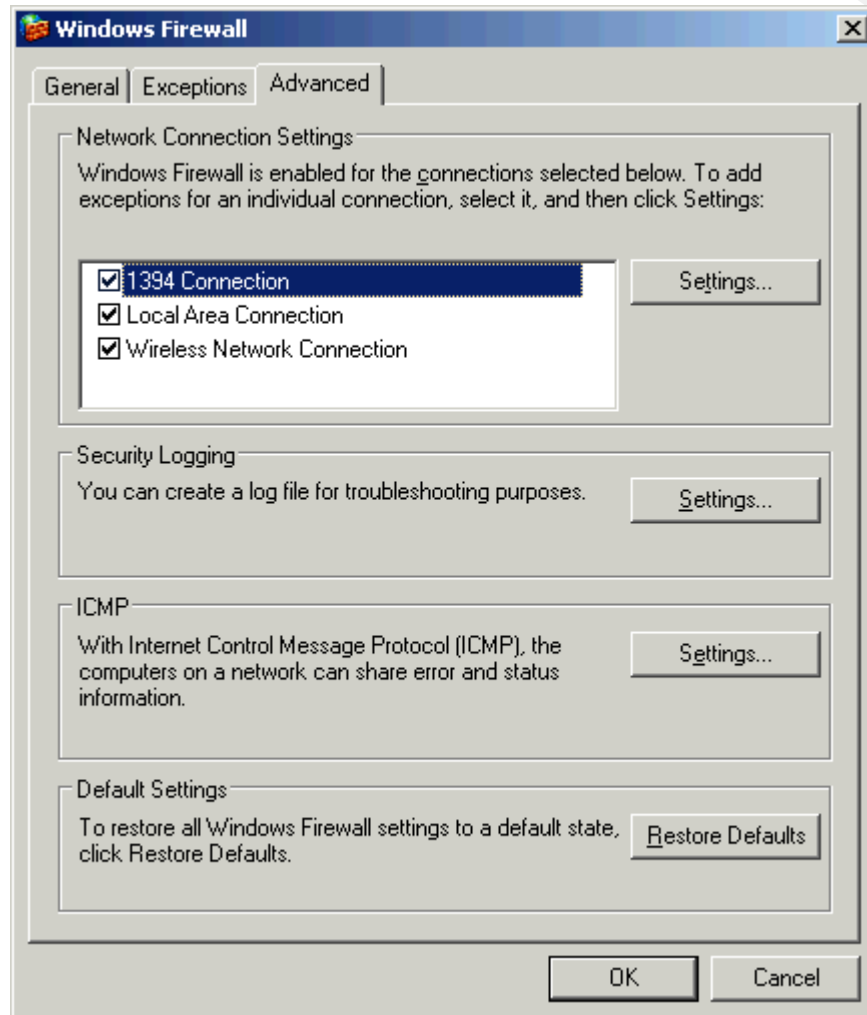 Windows Firewall
General Exceptions Advanced
Network Connection Settings
Windows Firewall is enabled for the connections selected below. To add
exceptions for an individual connection, select it, and then click Settings:
1394 Connection
Settings...
Local Area Connection
Wireless Network Connection
Security Logging
You can create a log file for troubleshooting purposes.
Settings...
ICMP
With Internet Control Message Protocol (ICMP), the
computers on a network can share error and status
information.
Settings...
Default Settings
To restore all Windows Firewall settings to a default state,
click Restore Defaults.
Restore Defaults
OK Cancel